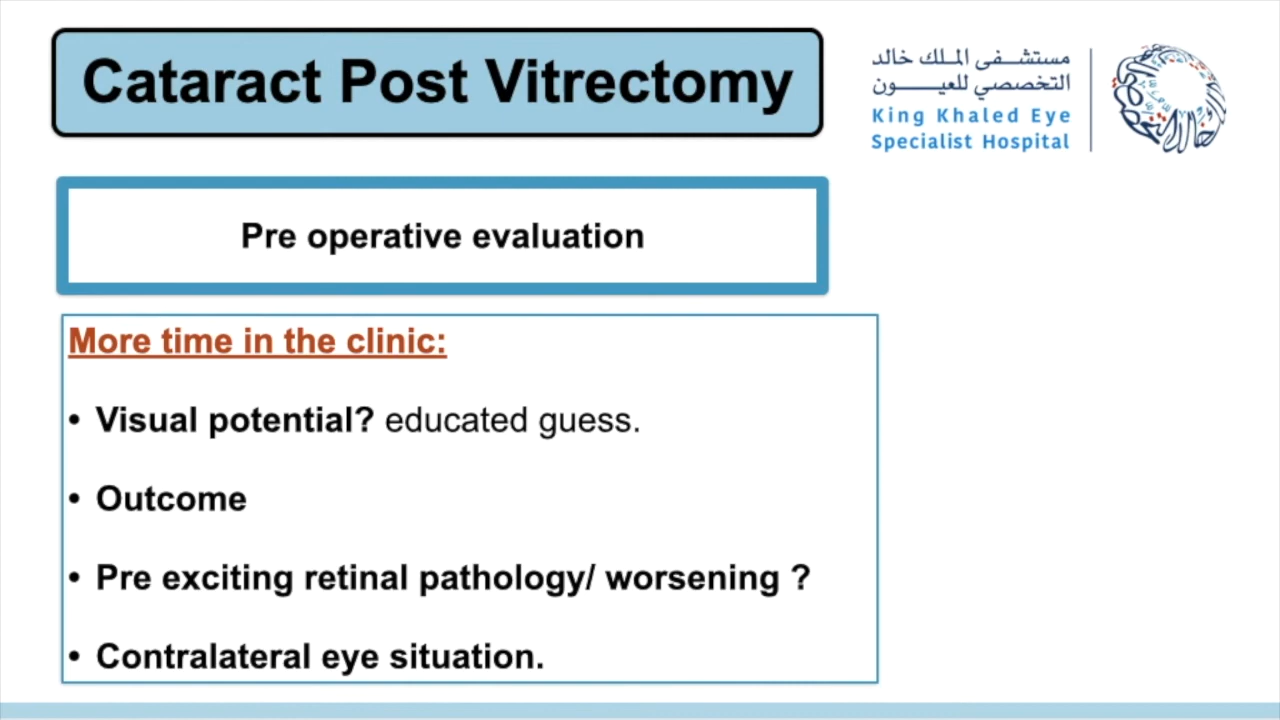 Cataract Post Vitrectomy
مستشفى الملك خالد
التخصصي للعيون
King Khaled Eye
Specialist Hospital
Pre operative evaluation
More time in the clinic:
• Visual potential? educated guess.
• Outcome
• Pre exciting retinal pathology/ worsening ?
• Contralateral eye situation.